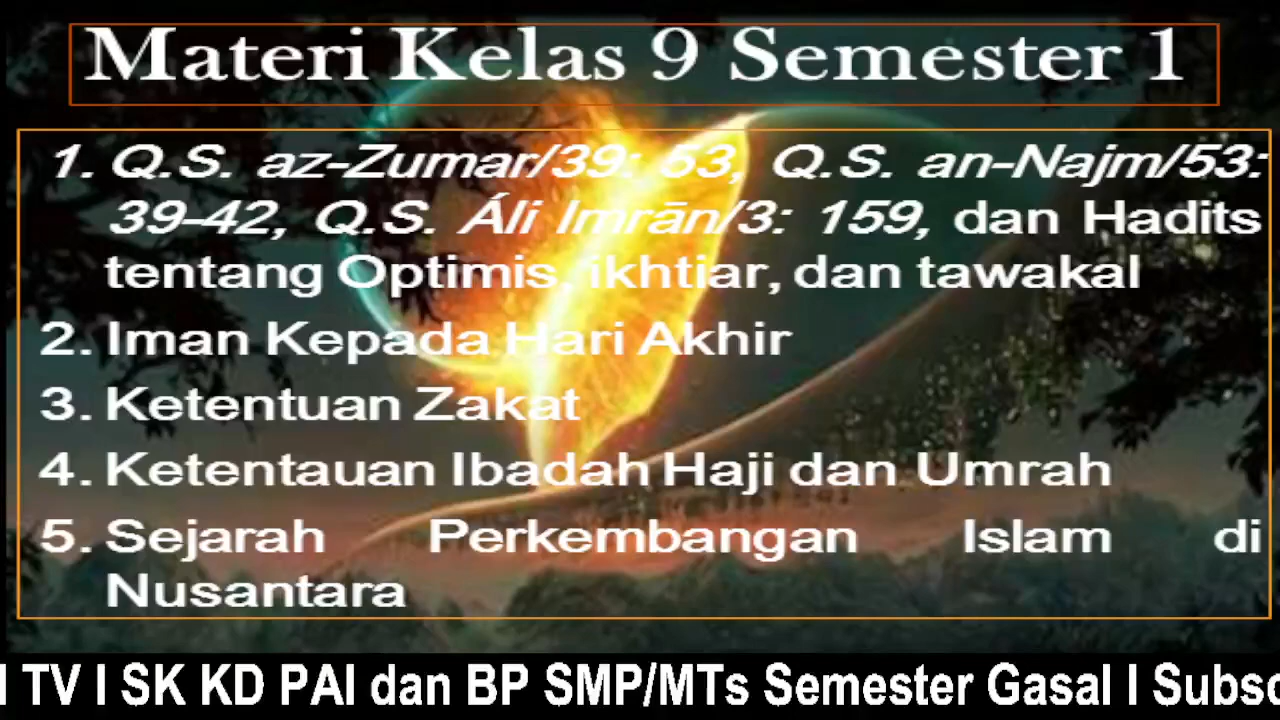 Materi Kelas 9 Semester 1
1. Q.S. az-Zumar/39: 53, Q.S. an-Najm/53:
39-42, Q.S. Áli Imrān/3: 159, dan Hadits
tentang Optimis, ikhtiar, dan tawakal
2. Iman Kepada Hari Akhir
3. Ketentuan Zakat
4. Ketentauan Ibadah Haji dan Umrah
5. Sejarah Perkembangan Islam di
Nusantara
TV I SK KD PAI dan BP SMP/MTs Semester Gasal I Subsc